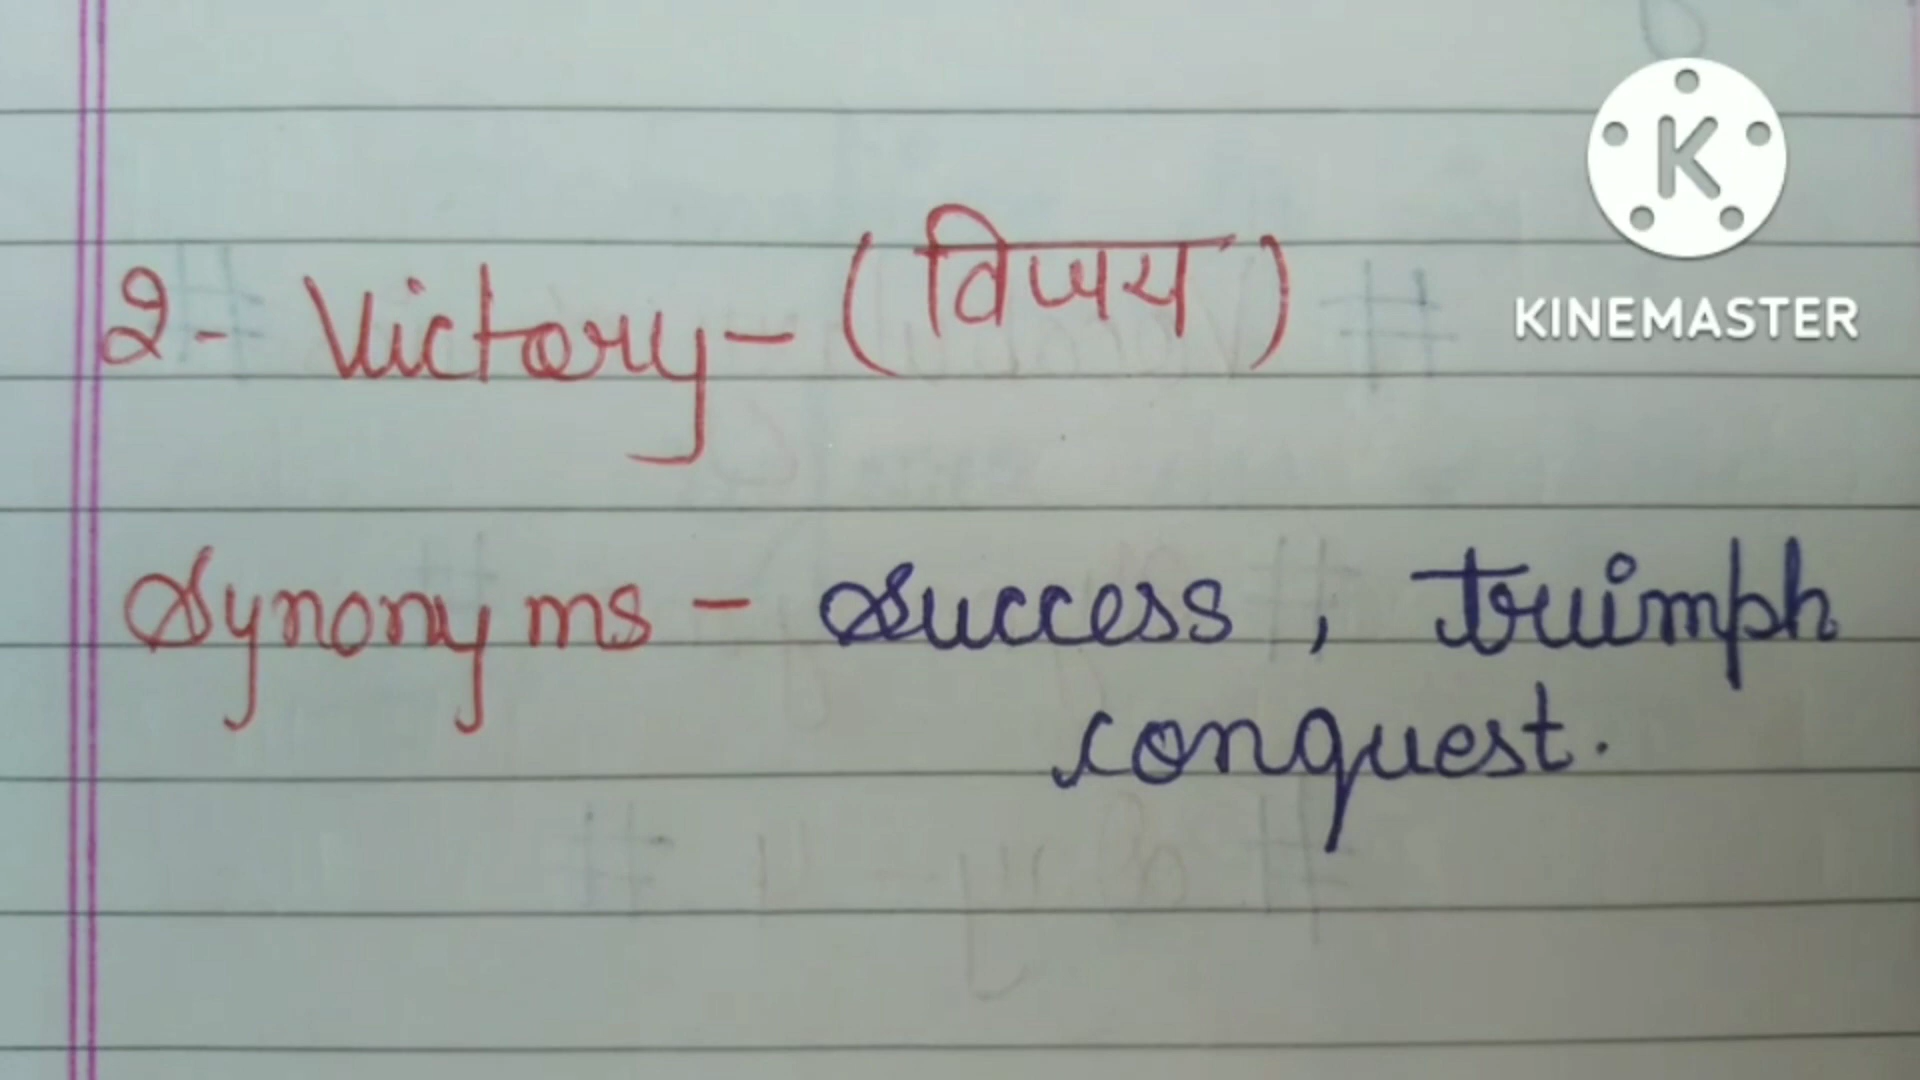 KINEMASTER
2- Victory- (विजय)
Synonyms - Success, truimph
conquest.